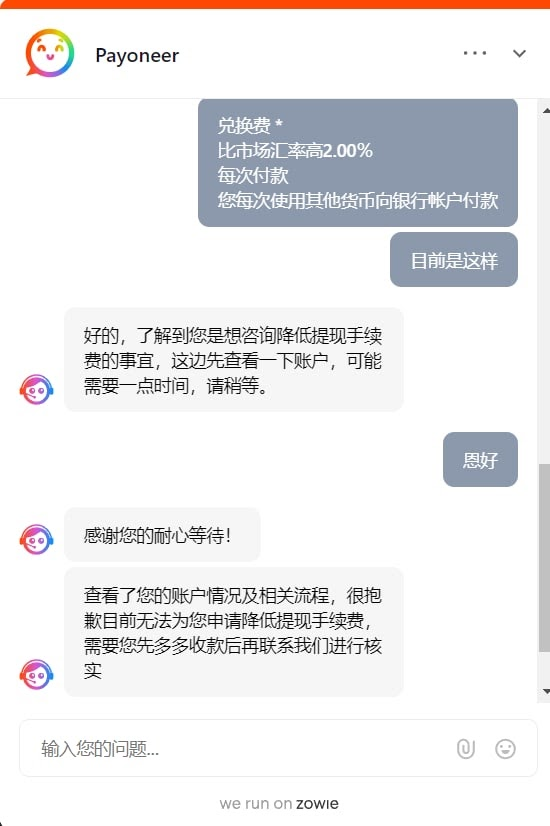 Payoneer
兑换费 *
比市场汇率高2.00%
每次付款
您每次使用其他货币向银行帐户付款
目前是这样
好的，了解到您是想咨询降低提现手续
费的事宜，这边先查看一下账户，可能
需要一点时间，请稍等。
恩好
感谢您的耐心等待！
查看了您的账户情况及相关流程，很抱
歉目前无法为您申请降低提现手续费，
需要您先多多收款后再联系我们进行核
实
输入您的问题...
we run on zowie